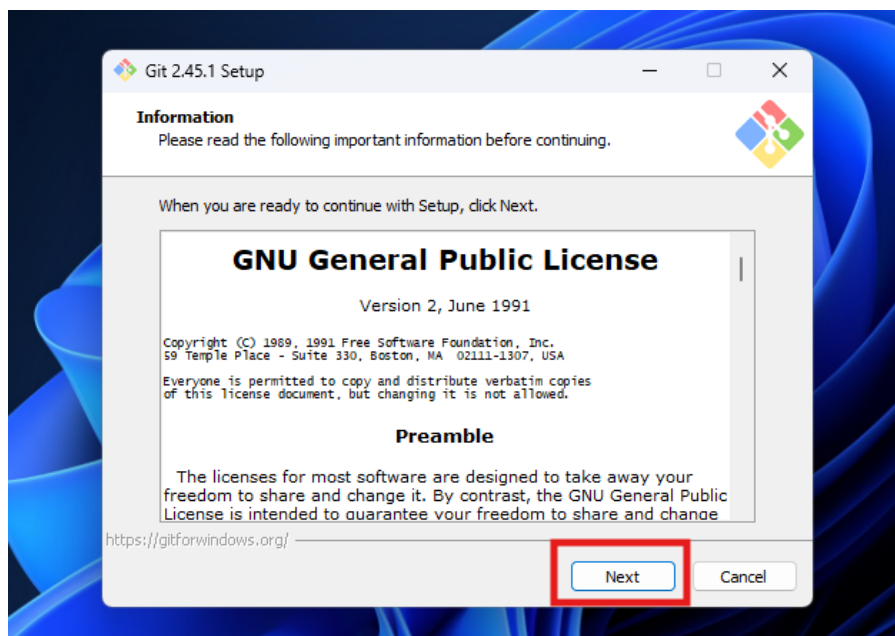 Git 2.45.1 Setup
Information
Please read the following important information before continuing.
When you are ready to continue with Setup, click Next.
GNU General Public License
Version 2, June 1991
Copyright (C) 1989, 1991 Free Software Foundation, Inc.
59 Temple Place - Suite 330, Boston, MA  02111-1307, USA
Everyone is permitted to copy and distribute verbatim copies
of this license document, but changing it is not allowed.
Preamble
The licenses for most software are designed to take away your
freedom to share and change it. By contrast, the GNU General Public
License is intended to guarantee your freedom to share and change
https://gitforwindows.org/
Next
Cancel